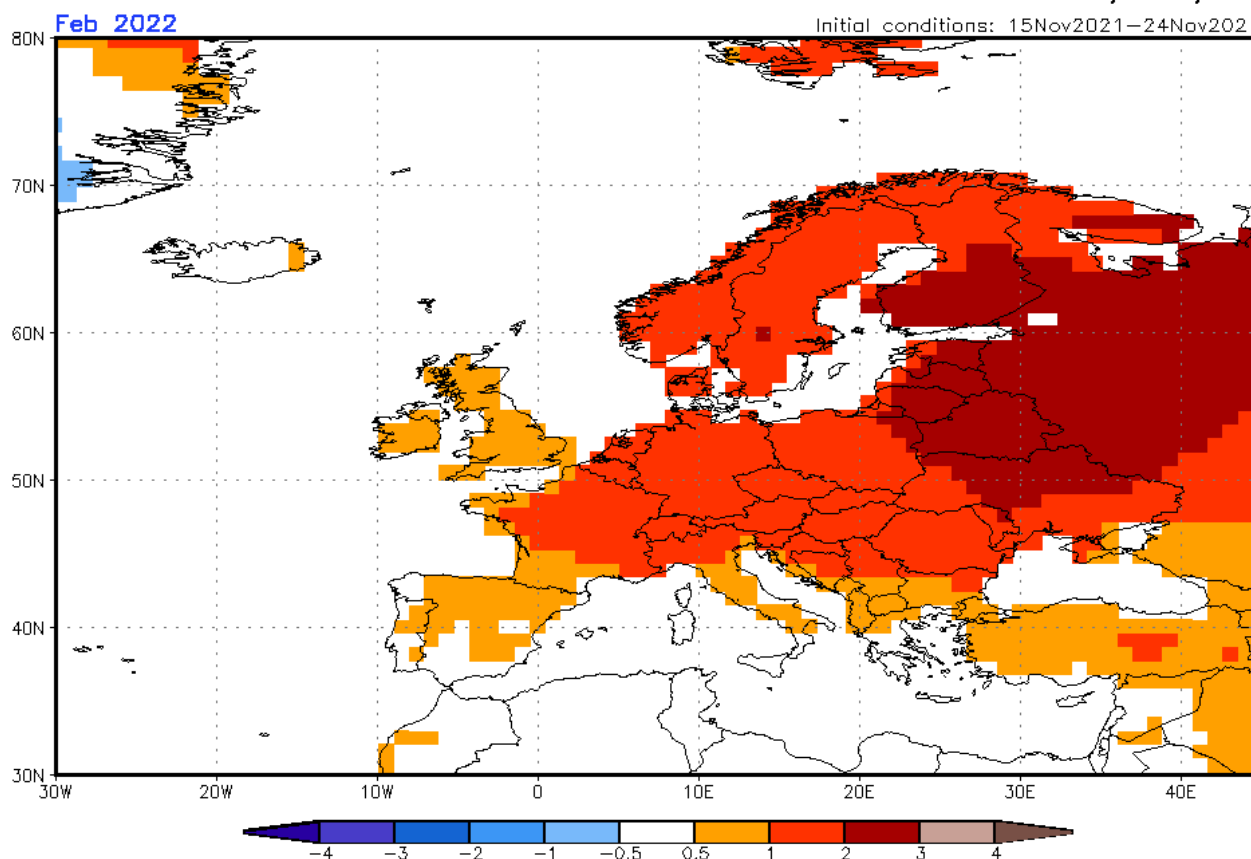 Feb 2022
Initial conditions: 15Nov2021−24Nov202
80N
70N
60N
50N
40N
30N
30W 20W 10W 0 10E 20E 30E 40E
−4 −3 −2 −1 −0.5 0.5 1 2 3 4